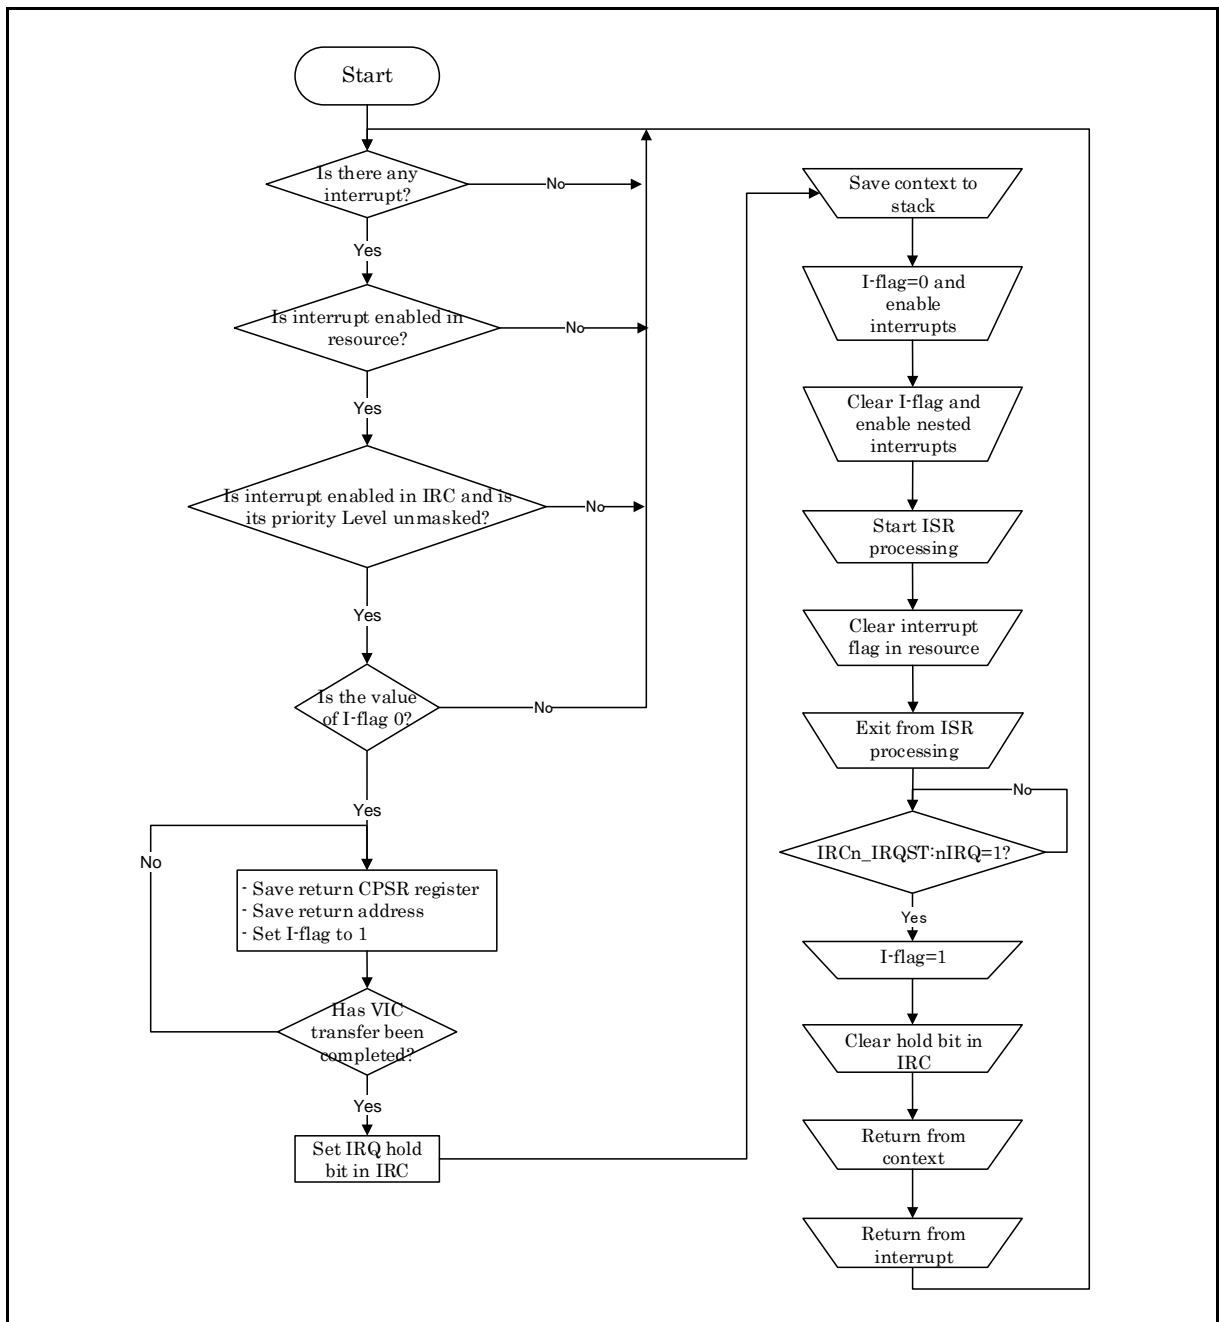 Start
Is there any
interrupt?
No
Yes
Is interrupt enabled in
resource?
No
Yes
Is interrupt enabled in IRC and is
its priority Level unmasked?
No
Yes
Is the value
of I-flag 0?
No
Yes
No
- Save return CPSR register
- Save return address
- Set I-flag to 1
Has VIC
transfer been
completed?
Yes
Set IRQ hold
bit in IRC
Save context to
stack
I-flag=0 and
enable
interrupts
Clear I-flag and
enable nested
interrupts
Start ISR
processing
Clear interrupt
flag in resource
Exit from ISR
processing
No
IRCn_IRQST:nIRQ=1?
Yes
I-flag=1
Clear hold bit in
IRC
Return from
context
Return from
interrupt